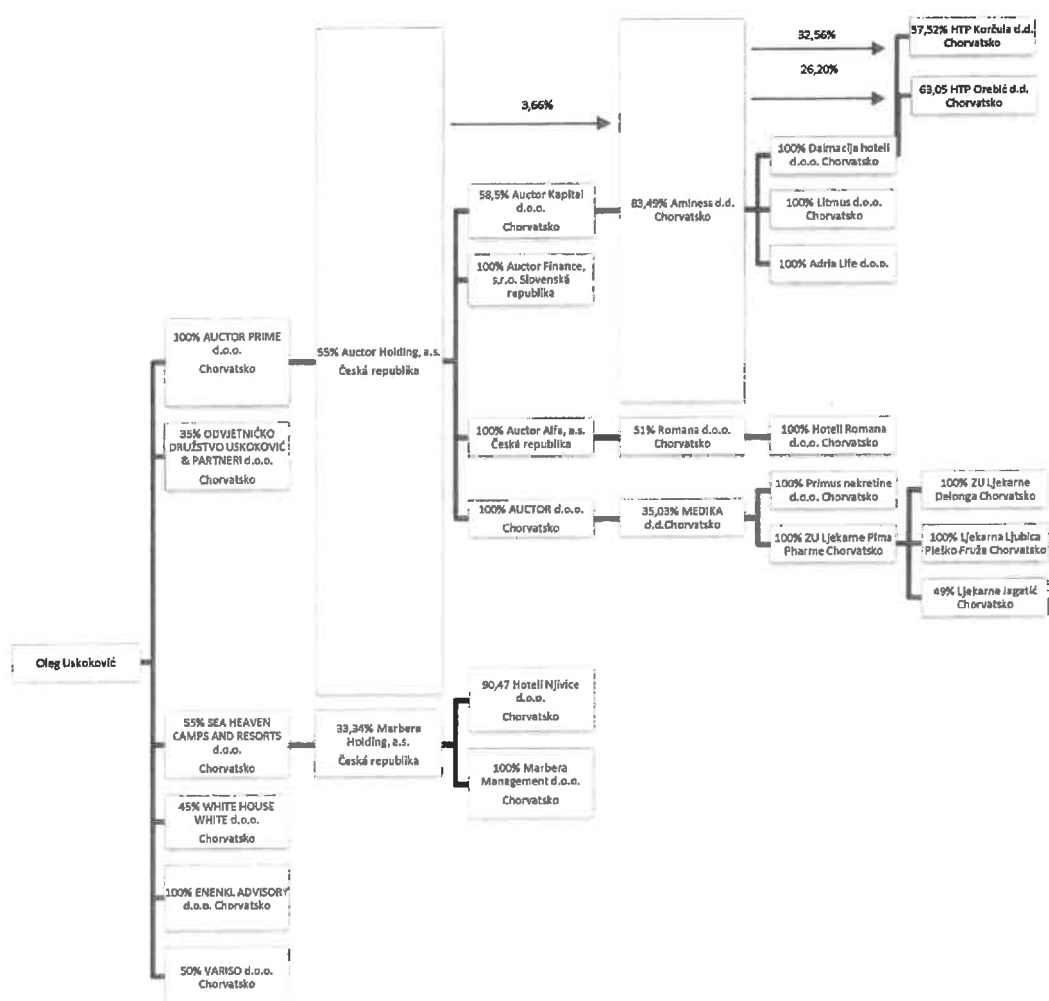 32,56%
57,52% HTP Korčula d.d.
Chorvatsko
26,20%
63,05 HTP Orebić d.d.
Chorvatsko
3,66%
100% Dalmacija hoteli
d.o.o. Chorvatsko
58,5% Auctor Kapital
d.o.o.
Chorvatsko
83,49% Aminess d.d.
Chorvatsko
100% Litmus d.o.o.
Chorvatsko
100% Auctor Finance,
s.r.o. Slovenská
republika
100% Adria Life d.o.o.
100% AUCTOR PRIME
d.o.o.
Chorvatsko
55% Auctor Holding, a.s.
Česká republika
35% ODVJETNIČKO
DRUŽSTVO USKOKOVIĆ
& PARTNERI d.o.o.
Chorvatsko
100% Auctor Alfa, a.s.
Česká republika
51% Romana d.o.o.
Chorvatsko
100% Hoteli Romana
d.o.o. Chorvatsko
100% AUCTOR d.o.o.
Chorvatsko
35,03% MEDIKA
d.d.Chorvatsko
100% Primus nekretine
d.o.o. Chorvatsko
100% ZU Ljekarne Prima
Pharme Chorvatsko
100% ZU Ljekarne
Delonga Chorvatsko
100% Ljekarna Ljubica
Pleško Fruža Chorvatsko
49% Ljekarne Jagatić
Chorvatsko
Oleg Uskoković
55% SEA HEAVEN
CAMPS AND RESORTS
d.o.o.
Chorvatsko
33,34% Marbera
Holding, a.s.
Česká republika
90,47 Hoteli Njivice
d.o.o.
Chorvatsko
100% Marbera
Management d.o.o.
Chorvatsko
45% WHITE HOUSE
WHITE d.o.o.
Chorvatsko
100% ENENKL ADVISORY
d.o.o. Chorvatsko
50% VARISO d.o.o.
Chorvatsko